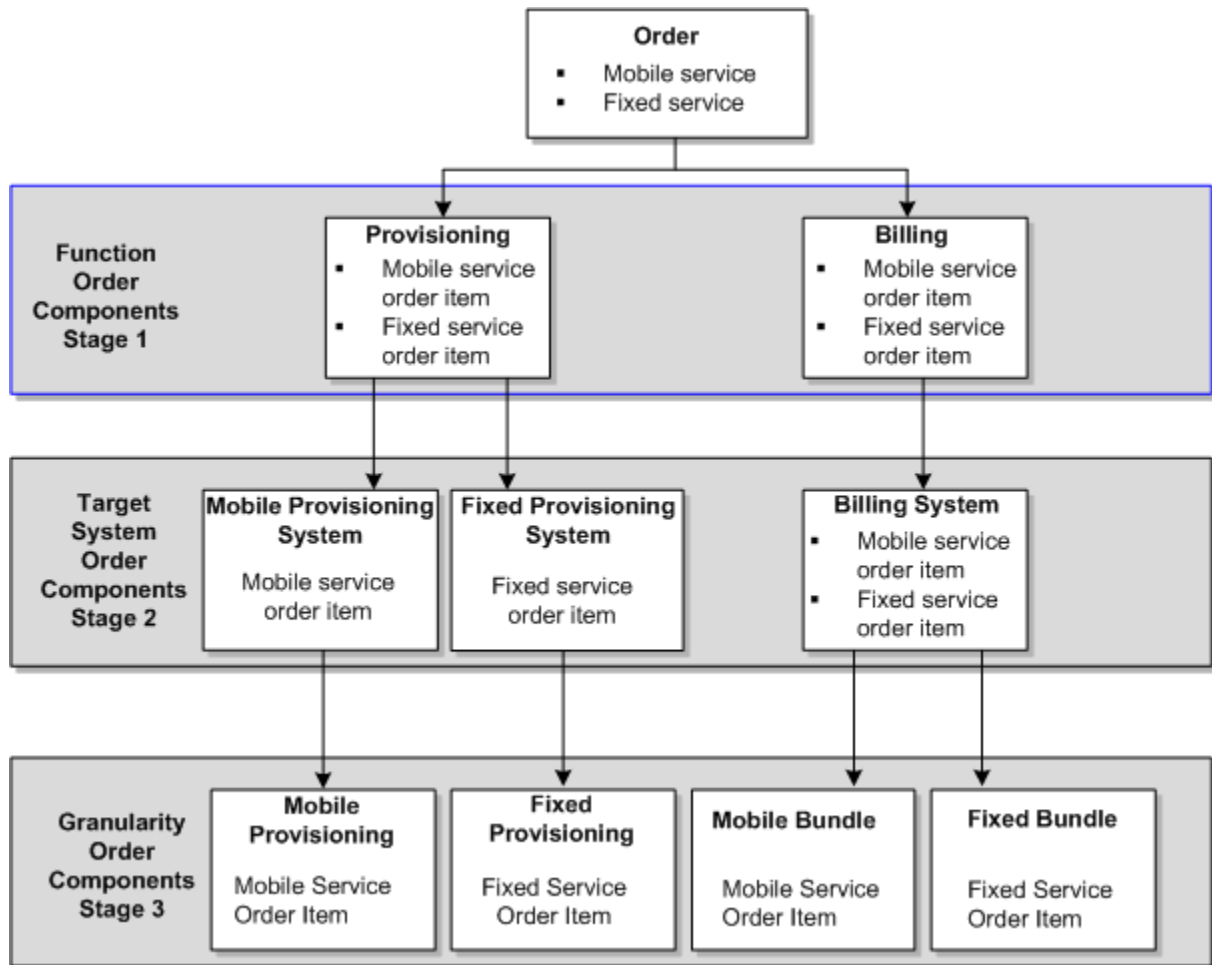 Order
▪ Mobile service
▪ Fixed service
Function
Order
Components
Stage 1
Provisioning
▪ Mobile service
order item
▪ Fixed service
order item
Billing
▪ Mobile service
order item
▪ Fixed service
order item
Target
System
Order
Components
Stage 2
Mobile Provisioning
System
Mobile service
order item
Fixed Provisioning
System
Fixed service
order item
Billing System
▪ Mobile service
order item
▪ Fixed service
order item
Granularity
Order
Components
Stage 3
Mobile
Provisioning
Mobile Service
Order Item
Fixed
Provisioning
Fixed Service
Order Item
Mobile Bundle
Mobile Service
Order Item
Fixed Bundle
Fixed Service
Order Item